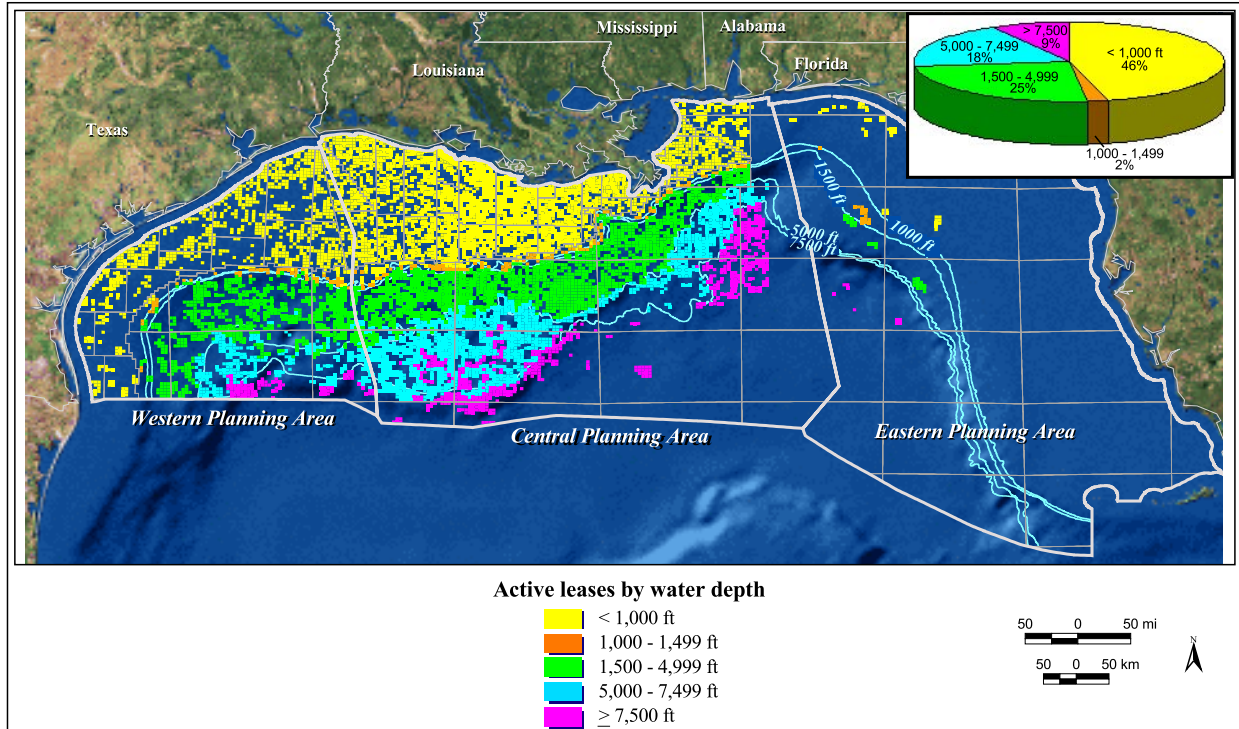 Mississippi
Alabama
Louisiana
Florida
Texas
> 7,500
9%
5,000 - 7,499
18%
< 1,000 ft
46%
1,500 - 4,999
25%
1,000 - 1,499
2%
1500 ft
1000 ft
5000 ft
7500 ft
Western Planning Area
Central Planning Area
Eastern Planning Area
Active leases by water depth
< 1,000 ft
1,000 - 1,499 ft
1,500 - 4,999 ft
5,000 - 7,499 ft
≥ 7,500 ft
50 0 50 mi
50 0 50 km
N